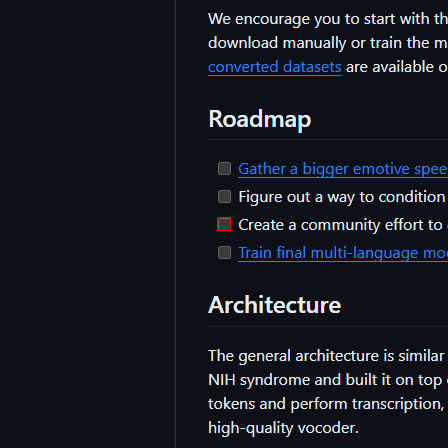 We encourage you to start with th
download manually or train the m
converted datasets are available o
Roadmap
Gather a bigger emotive spee
Figure out a way to condition
Create a community effort to
Train final multi-language mo
Architecture
The general architecture is similar
NIH syndrome and built it on top
tokens and perform transcription,
high-quality vocoder.